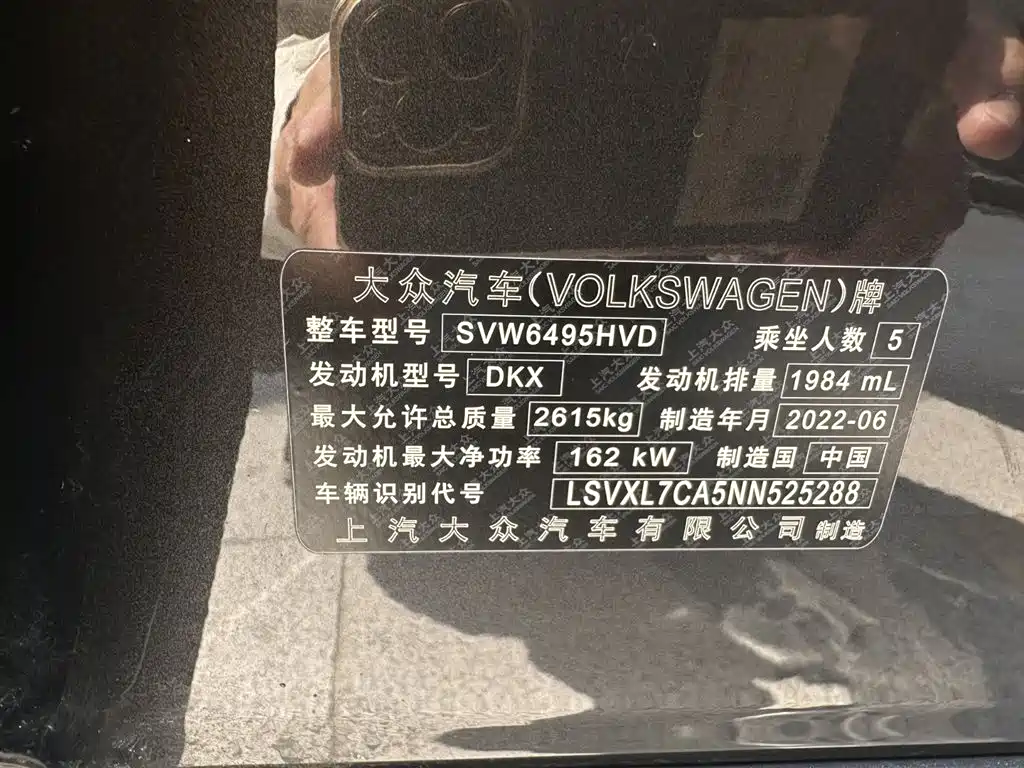 大众汽车(VOLKSWAGEN)牌
整车型号 SVW6495HVD 乘坐人数 5
发动机型号 DKX 发动机排量 1984 mL
最大允许总质量 2615kg 制造年月 2022-06
发动机最大净功率 162 kW 制造国 中国
车辆识别代号 LSVXL7CA5NN525288
上汽大众汽车有限公司 制造